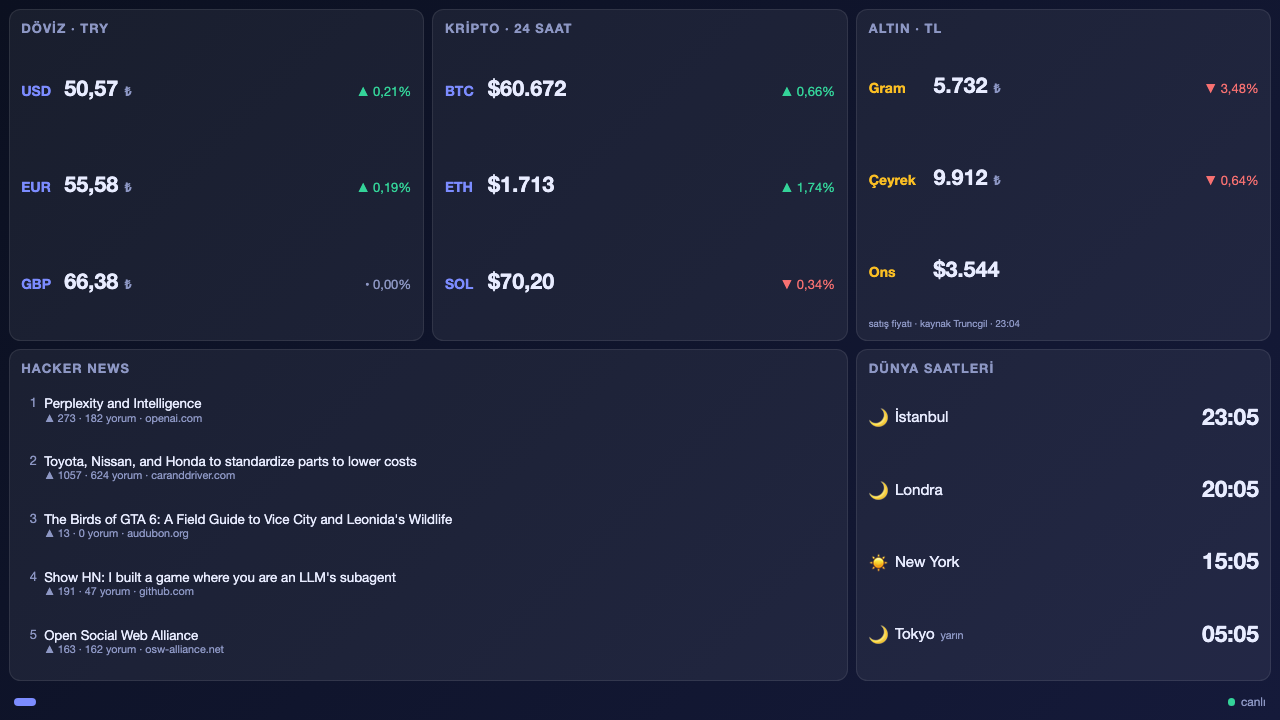 DÖVİZ · TRY
USD 50,57 ₺ ▲ 0,21%
EUR 55,58 ₺ ▲ 0,19%
GBP 66,38 ₺ · 0,00%
KRİPTO · 24 SAAT
BTC $60.672 ▲ 0,66%
ETH $1.713 ▲ 1,74%
SOL $70,20 ▼ 0,34%
ALTIN · TL
Gram 5.732 ₺ ▼ 3,48%
Çeyrek 9.912 ₺ ▼ 0,64%
Ons $3.544
satış fiyatı · kaynak Truncgil · 23:04
HACKER NEWS
1 Perplexity and Intelligence
▲ 273 · 182 yorum · openai.com
2 Toyota, Nissan, and Honda to standardize parts to lower costs
▲ 1057 · 624 yorum · caranddriver.com
3 The Birds of GTA 6: A Field Guide to Vice City and Leonida's Wildlife
▲ 13 · 0 yorum · audubon.org
4 Show HN: I built a game where you are an LLM's subagent
▲ 191 · 47 yorum · github.com
5 Open Social Web Alliance
▲ 163 · 162 yorum · osw-alliance.net
DÜNYA SAATLERİ
İstanbul 23:05
Londra 20:05
New York 15:05
Tokyo yarın 05:05
canlı